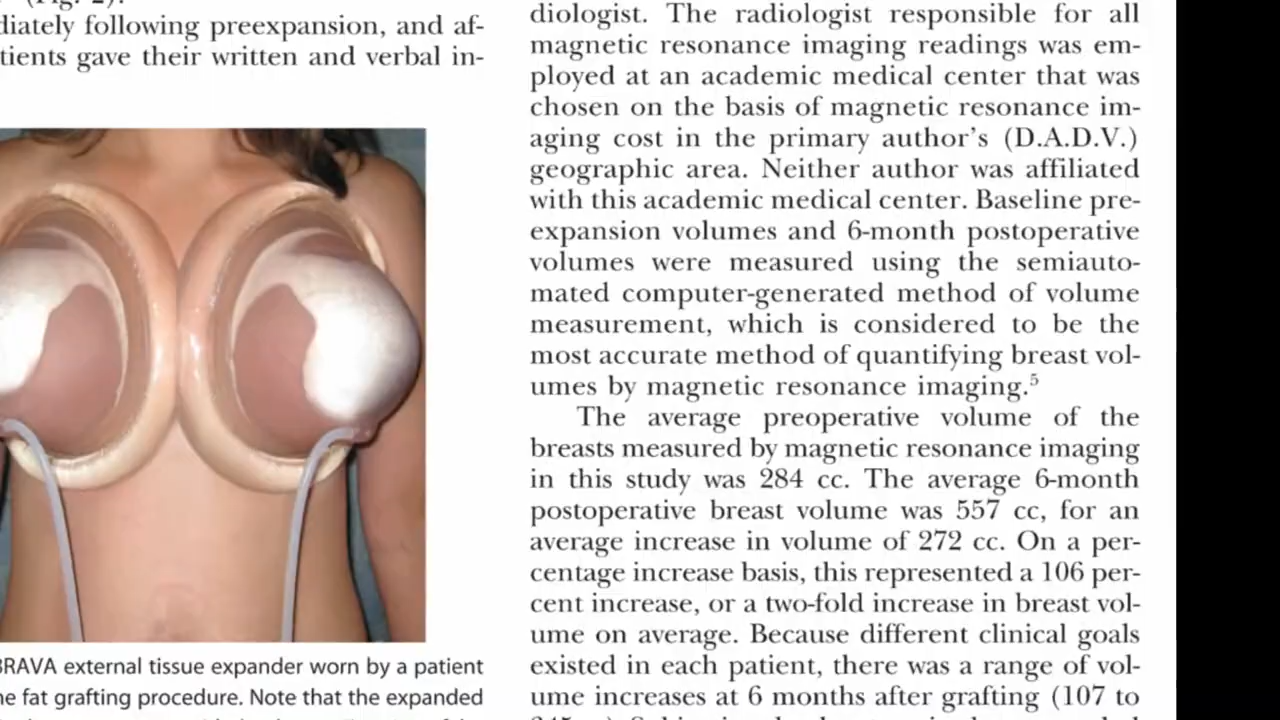 (Fig. 2).
diately following preexpansion, and af-
tients gave their written and verbal in-
BRAVA external tissue expander worn by a patient
ne fat grafting procedure. Note that the expanded
diologist. The radiologist responsible for all
magnetic resonance imaging readings was em-
ployed at an academic medical center that was
chosen on the basis of magnetic resonance im-
aging cost in the primary author's (D.A.D.V.)
geographic area. Neither author was affiliated
with this academic medical center. Baseline pre-
expansion volumes and 6-month postoperative
volumes were measured using the semiauto-
mated computer-generated method of volume
measurement, which is considered to be the
most accurate method of quantifying breast vol-
umes by magnetic resonance imaging.5
The average preoperative volume of the
breasts measured by magnetic resonance imaging
in this study was 284 cc. The average 6-month
postoperative breast volume was 557 cc, for an
average increase in volume of 272 cc. On a per-
centage increase basis, this represented a 106 per-
cent increase, or a two-fold increase in breast vol-
ume on average. Because different clinical goals
existed in each patient, there was a range of vol-
ume increases at 6 months after grafting (107 to